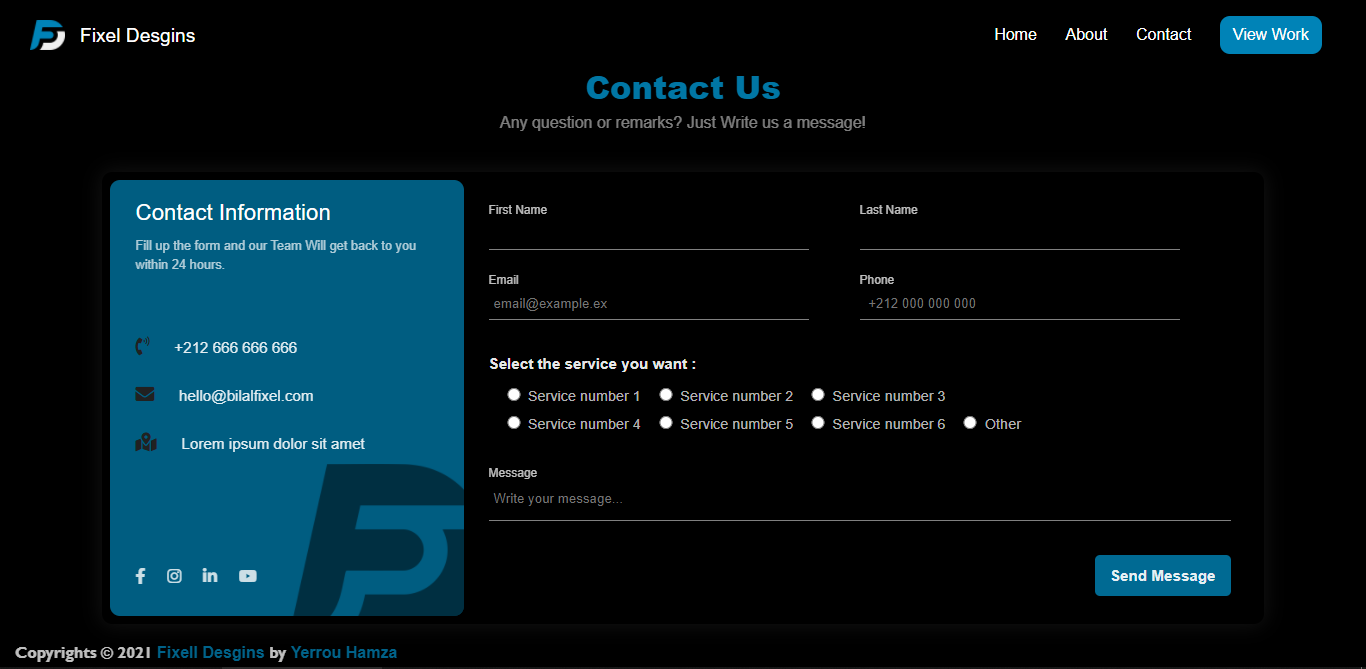 Fixel Desgins
Home
About
Contact
View Work
Contact Us
Any question or remarks? Just Write us a message!
Contact Information
Fill up the form and our Team Will get back to you
within 24 hours.
+212 666 666 666
hello@bilalfixel.com
Lorem ipsum dolor sit amet
First Name
Last Name
Email
Phone
email@example.ex
+212 000 000 000
Select the service you want :
Service number 1
Service number 2
Service number 3
Service number 4
Service number 5
Service number 6
Other
Message
Write your message...
Send Message
Copyrights © 2021 Fixell Desgins by Yerrou Hamza